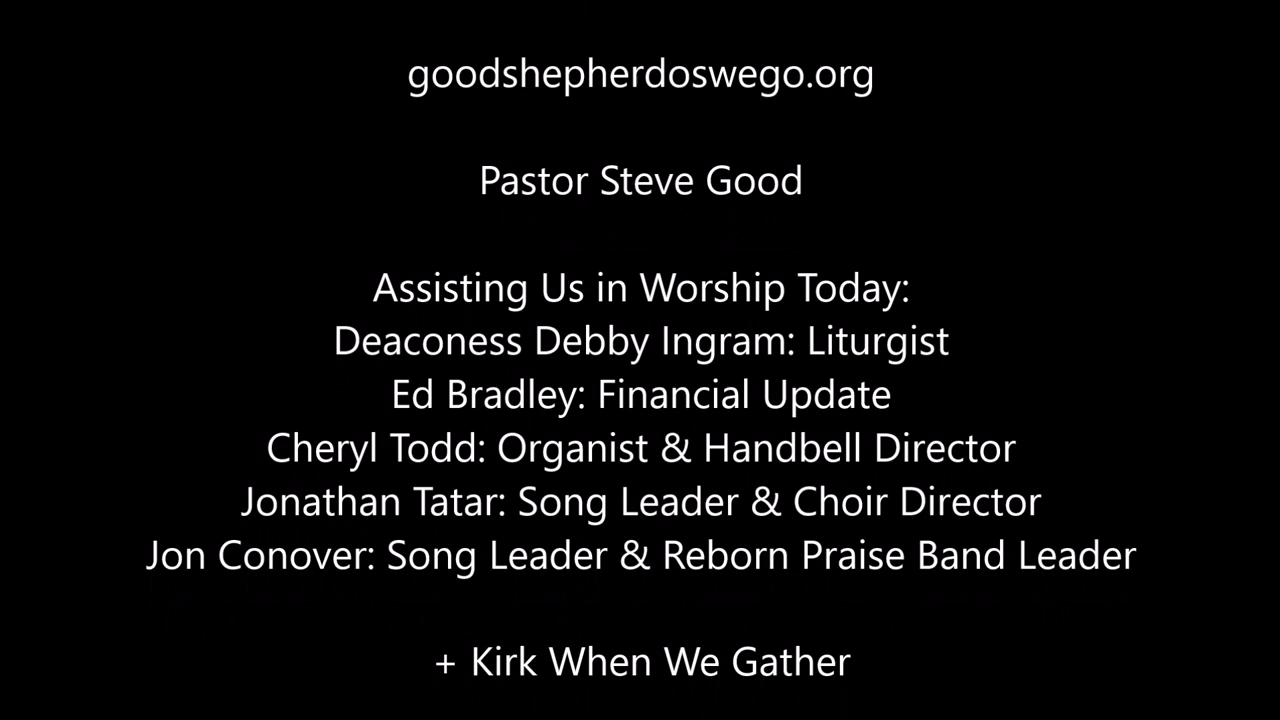 goodshepherdoswego.org
Pastor Steve Good
Assisting Us in Worship Today:
Deaconess Debby Ingram: Liturgist
Ed Bradley: Financial Update
Cheryl Todd: Organist & Handbell Director
Jonathan Tatar: Song Leader & Choir Director
Jon Conover: Song Leader & Reborn Praise Band Leader
+ Kirk When We Gather